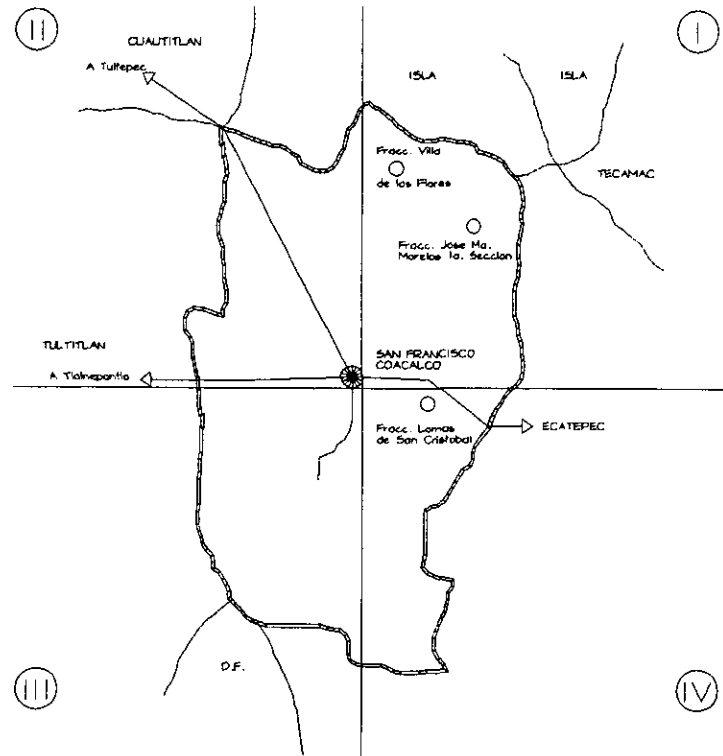 II
I
CUAUTITLAN
A Tultepec
ISLA
ISLA
Fracc. Villa
de las Flores
TECAMAC
Fracc. Jose Ma.
Morelos 1a. Seccion
TULTITLAN
SAN FRANCISCO
COACALCO
A Tlalnepantla
Fracc. Lomas
de San Cristobal
ECATEPEC
D.F.
III
IV